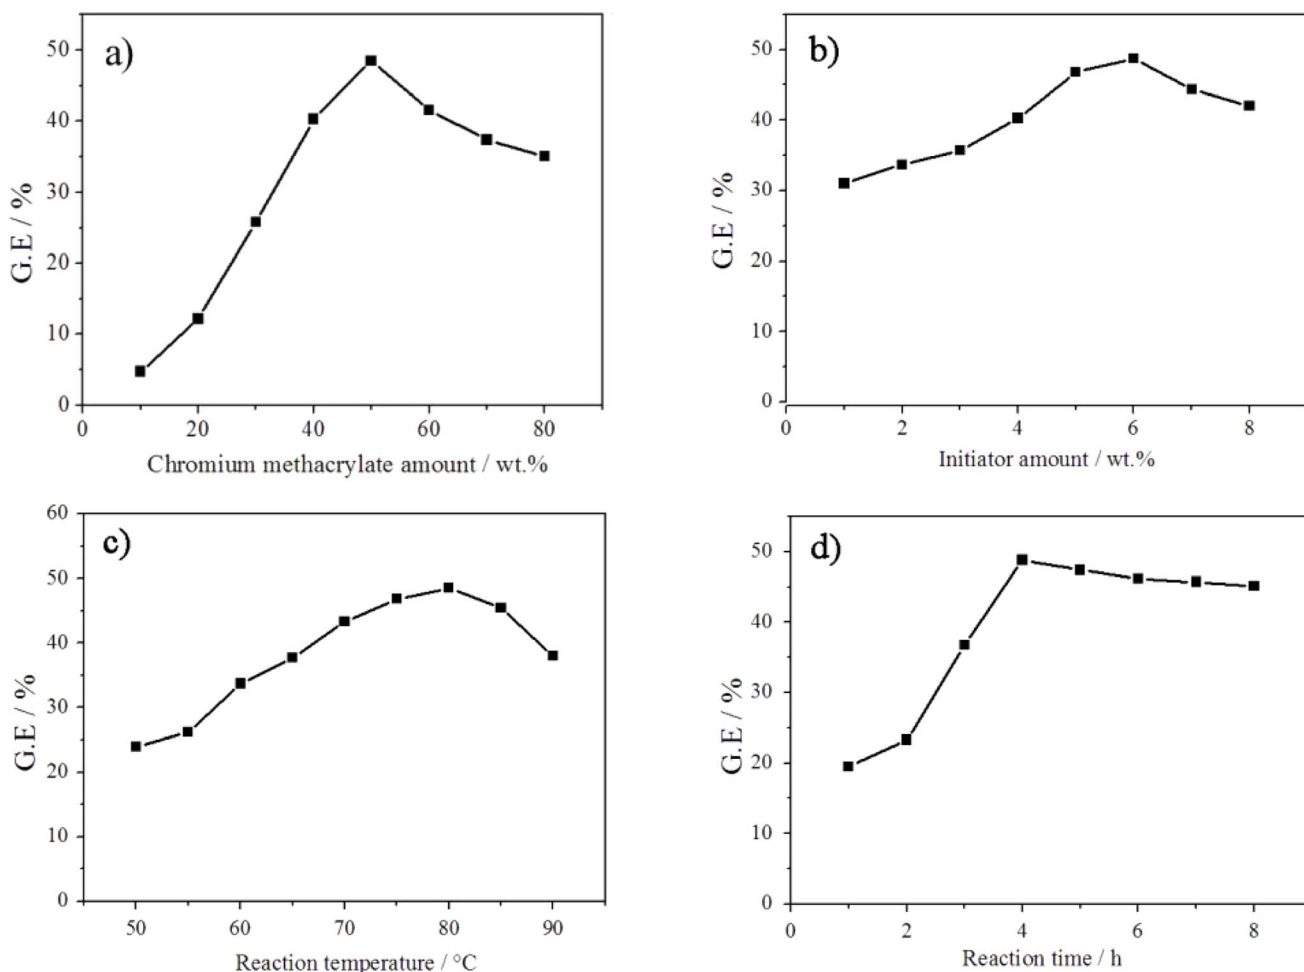 a)
50
40
30
20
10
0
G.E / %
0 20 40 60 80
Chromium methacrylate amount / wt.%
b)
50
40
30
20
10
0
G.E / %
0 2 4 6 8
Initiator amount / wt.%
c)
60
50
40
30
20
10
0
G.E / %
50 60 70 80 90
Reaction temperature / °C
d)
50
40
30
20
10
0
G.E / %
0 2 4 6 8
Reaction time / h